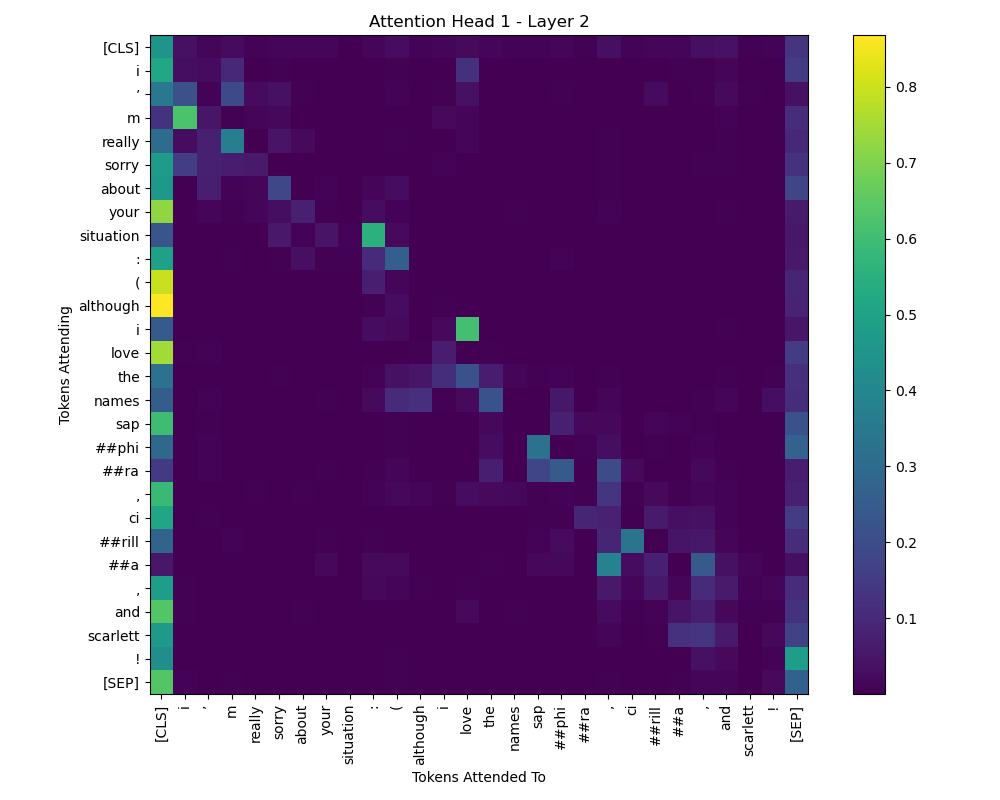 Attention Head 1 - Layer 2
Tokens Attending
[CLS]
i
’
m
really
sorry
about
your
situation
:
(
although
i
love
the
names
sap
##phi
##ra
,
ci
##rill
##a
,
and
scarlett
!
[SEP]
[CLS]
i
’
m
really
sorry
about
your
situation
:
(
although
i
love
the
names
sap
##phi
##ra
,
ci
##rill
##a
,
and
scarlett
!
[SEP]
Tokens Attended To
0.8
0.7
0.6
0.5
0.4
0.3
0.2
0.1